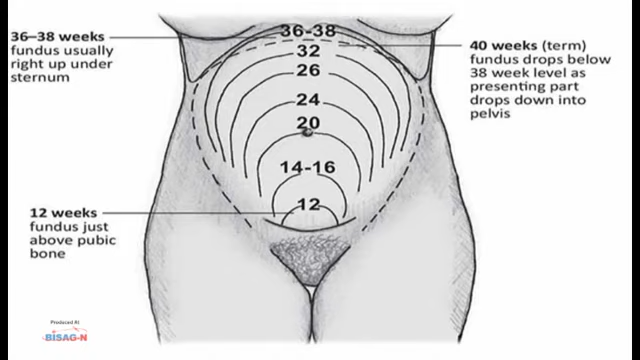 36–38 weeks
fundus usually
right up under
sternum
36-38
32
26
24
20
14-16
12
40 weeks (term)
fundus drops below
38 week level as
presenting part
drops down into
pelvis
12 weeks
fundus just
above pubic
bone
Produced At
BISAG-N